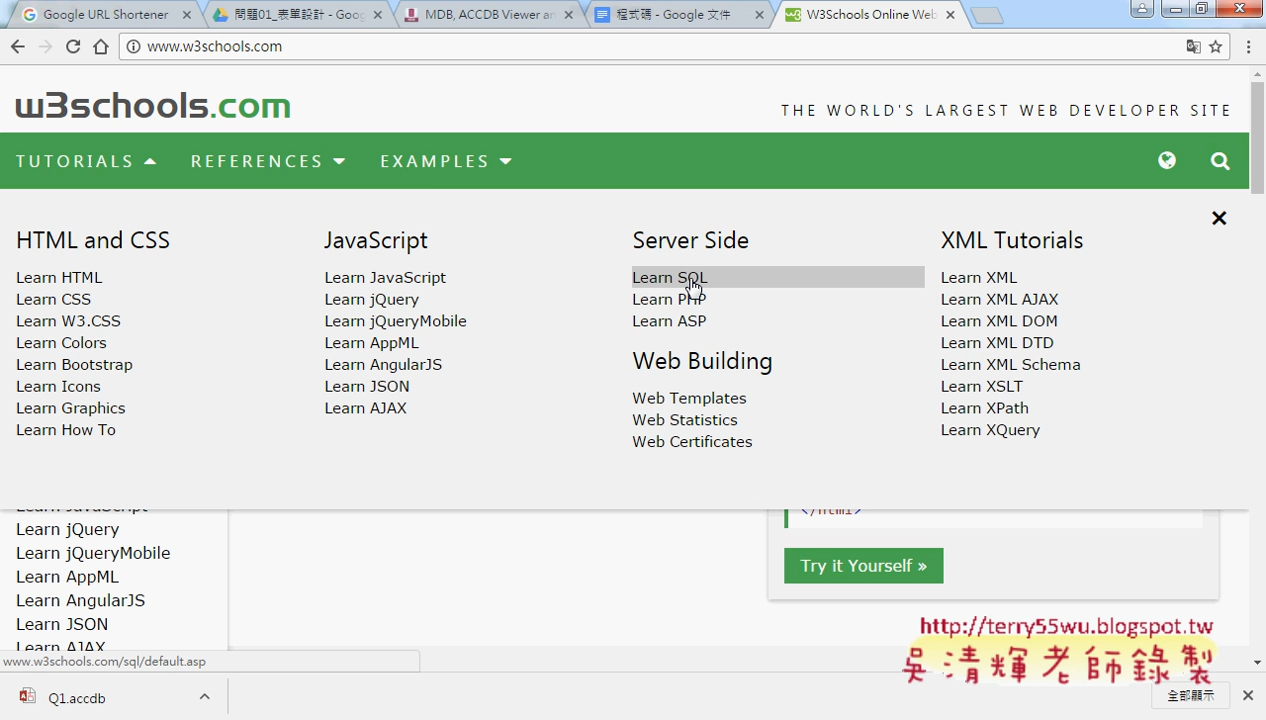 Google URL Shortener
問題01_表單設計 - Goog
MDB, ACCDB Viewer an
程式碼 - Google 文件
W3Schools Online Web
www.w3schools.com
w3schools.com
THE WORLD'S LARGEST WEB DEVELOPER SITE
TUTORIALS
REFERENCES
EXAMPLES
HTML and CSS
Learn HTML
Learn CSS
Learn W3.CSS
Learn Colors
Learn Bootstrap
Learn Icons
Learn Graphics
Learn How To
JavaScript
Learn JavaScript
Learn jQuery
Learn jQueryMobile
Learn AppML
Learn AngularJS
Learn JSON
Learn AJAX
Server Side
Learn SQL
Learn PHP
Learn ASP
Web Building
Web Templates
Web Statistics
Web Certificates
XML Tutorials
Learn XML
Learn XML AJAX
Learn XML DOM
Learn XML DTD
Learn XML Schema
Learn XSLT
Learn XPath
Learn XQuery
Learn JavaScript
Learn jQuery
Learn jQueryMobile
Learn AppML
Learn AngularJS
Learn JSON
Learn AJAX
</html>
Try it Yourself »
http://terry55wu.blogspot.tw
吳清輝老師錄製
www.w3schools.com/sql/default.asp
Q1.accdb
全部顯示